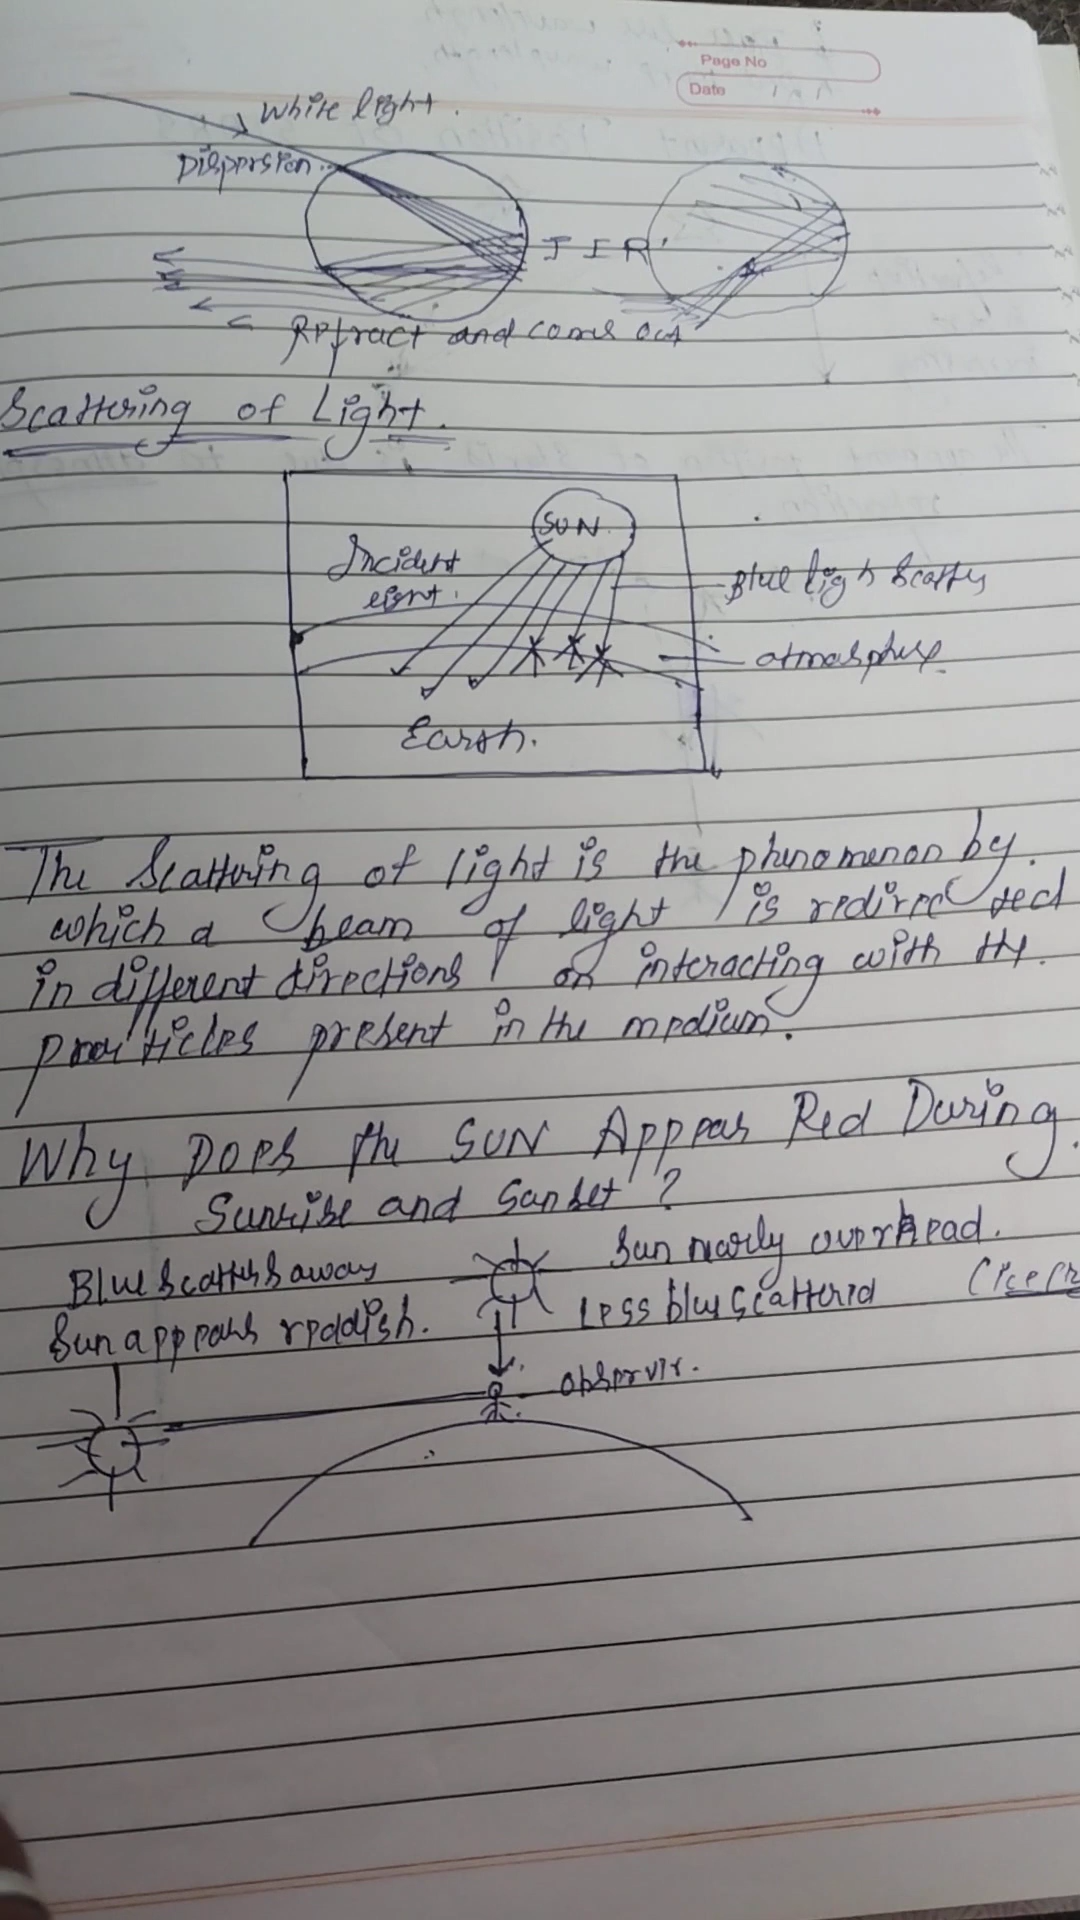 Page No
Date
White light.
Dispersion.
T I R
Refract and comes out
Scattering of Light.
SUN.
Incident
light.
Blue light Scatters
atmosphere
Earth.
The Scattering of light is the phenomenon by.
which a beam of light is redirected
in different directions on interacting with the.
particles present in the medium.
Why Does the SUN Appear Red During
Sunrise and Sunset ?
Blue Scatters away
Sun appears reddish.
Sun nearly overhead.
Less blue scattered
observer.